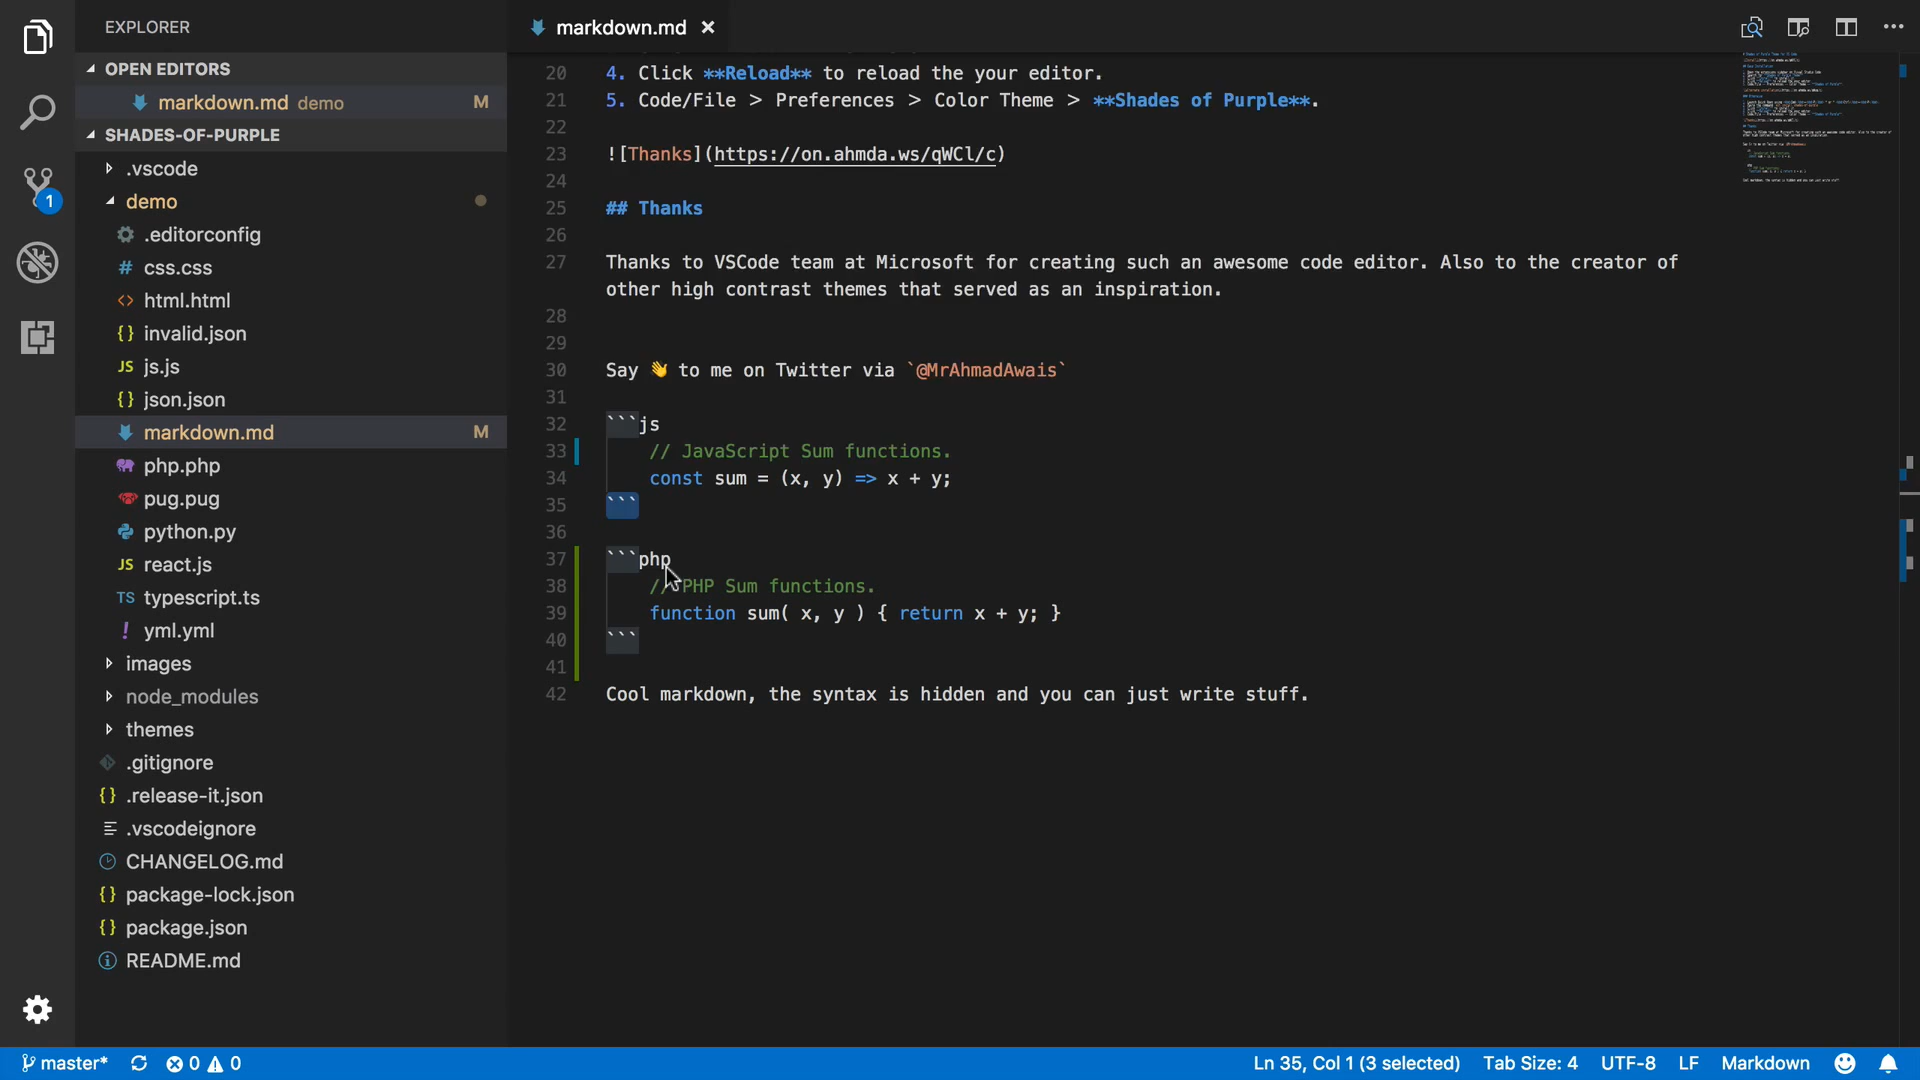 EXPLORER
OPEN EDITORS
markdown.md demo M
SHADES-OF-PURPLE
.vscode
demo
.editorconfig
# css.css
<> html.html
{} invalid.json
JS js.js
{} json.json
markdown.md M
php.php
pug.pug
python.py
JS react.js
TS typescript.ts
! yml.yml
images
node_modules
themes
.gitignore
{} .release-it.json
.vscodeignore
CHANGELOG.md
{} package-lock.json
{} package.json
README.md
1
markdown.md ×
20 4. Click **Reload** to reload the your editor.
21 5. Code/File > Preferences > Color Theme > **Shades of Purple**.
22
23 ![Thanks](https://on.ahmda.ws/qWCl/c)
24
25 ## Thanks
26
27 Thanks to VSCode team at Microsoft for creating such an awesome code editor. Also to the creator of
other high contrast themes that served as an inspiration.
28
29
30 Say 👋 to me on Twitter via `@MrAhmadAwais`
31
32 ```js
33 // JavaScript Sum functions.
34 const sum = (x, y) => x + y;
35 ```
36
37 ```php
38 // PHP Sum functions.
39 function sum( x, y ) { return x + y; }
40 ```
41
42 Cool markdown, the syntax is hidden and you can just write stuff.
master* 0 0
Ln 35, Col 1 (3 selected) Tab Size: 4 UTF-8 LF Markdown